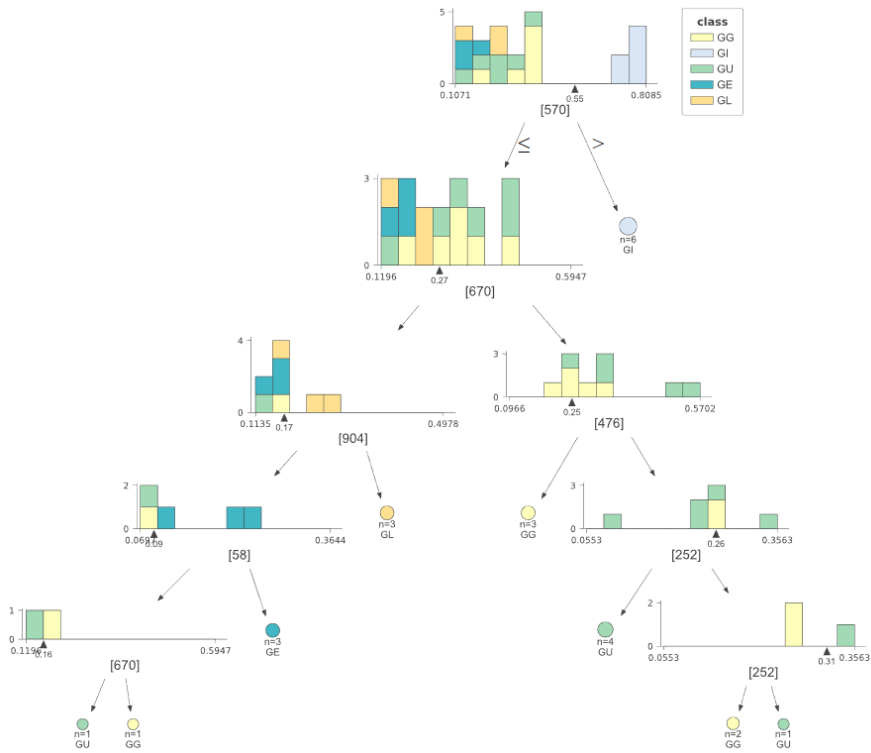 5
0
0.1071
0.55
0.8085
[570]
class
GG
GI
GU
GE
GL
≤
>
3
0
0.1196
0.27
0.5947
[670]
n=6
GI
4
0
0.1135
0.17
0.4978
[904]
3
0
0.0966
0.25
0.5702
[476]
2
0
0.09
0.3644
[58]
n=3
GL
n=3
GG
3
0
0.0553
0.26
0.3563
[252]
1
0
0.1196
0.16
0.5947
[670]
n=3
GE
n=4
GU
2
0
0.0553
0.31
0.3563
[252]
n=1
GU
n=1
GG
n=2
GG
n=1
GU